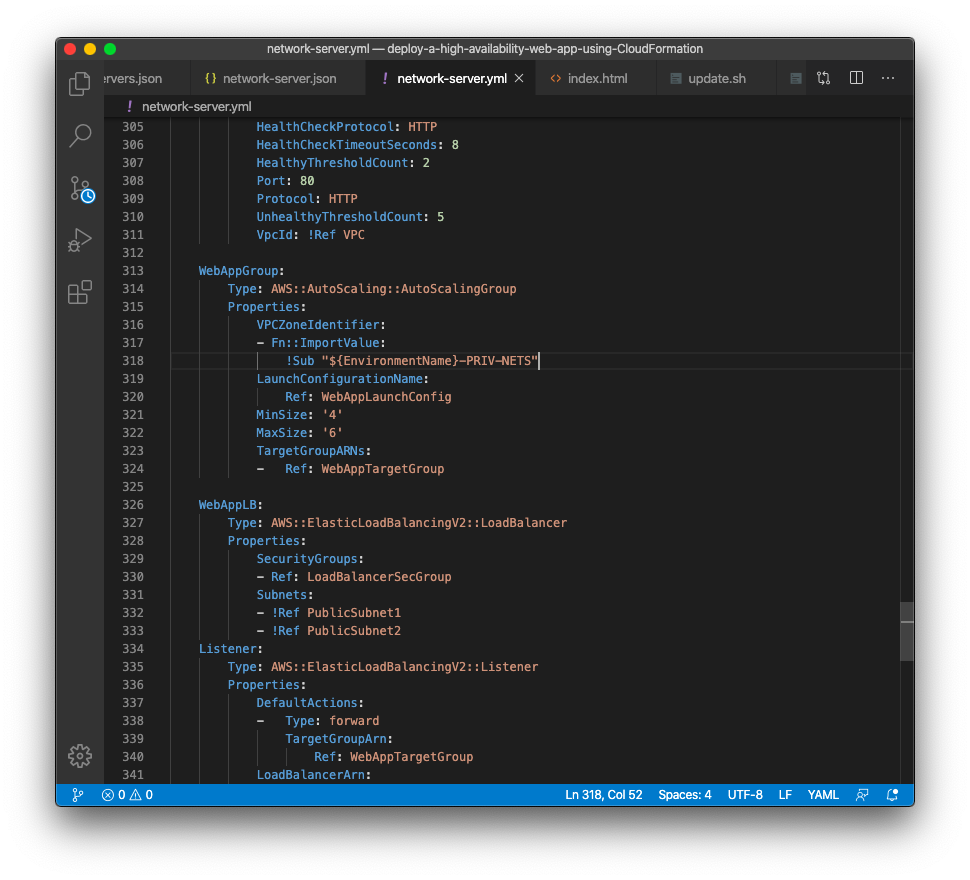 network-server.yml — deploy-a-high-availability-web-app-using-CloudFormation
ervers.json {} network-server.json ! network-server.yml × <> index.html update.sh ···
! network-server.yml
305 HealthCheckProtocol: HTTP
306 HealthCheckTimeoutSeconds: 8
307 HealthyThresholdCount: 2
308 Port: 80
309 Protocol: HTTP
310 UnhealthyThresholdCount: 5
311 VpcId: !Ref VPC
312
313 WebAppGroup:
314 Type: AWS::AutoScaling::AutoScalingGroup
315 Properties:
316 VPCZoneIdentifier:
317 - Fn::ImportValue:
318 !Sub "${EnvironmentName}-PRIV-NETS"
319 LaunchConfigurationName:
320 Ref: WebAppLaunchConfig
321 MinSize: '4'
322 MaxSize: '6'
323 TargetGroupARNs:
324 - Ref: WebAppTargetGroup
325
326 WebAppLB:
327 Type: AWS::ElasticLoadBalancingV2::LoadBalancer
328 Properties:
329 SecurityGroups:
330 - Ref: LoadBalancerSecGroup
331 Subnets:
332 - !Ref PublicSubnet1
333 - !Ref PublicSubnet2
334 Listener:
335 Type: AWS::ElasticLoadBalancingV2::Listener
336 Properties:
337 DefaultActions:
338 - Type: forward
339 TargetGroupArn:
340 Ref: WebAppTargetGroup
341 LoadBalancerArn:
0 0 Ln 318, Col 52 Spaces: 4 UTF-8 LF YAML